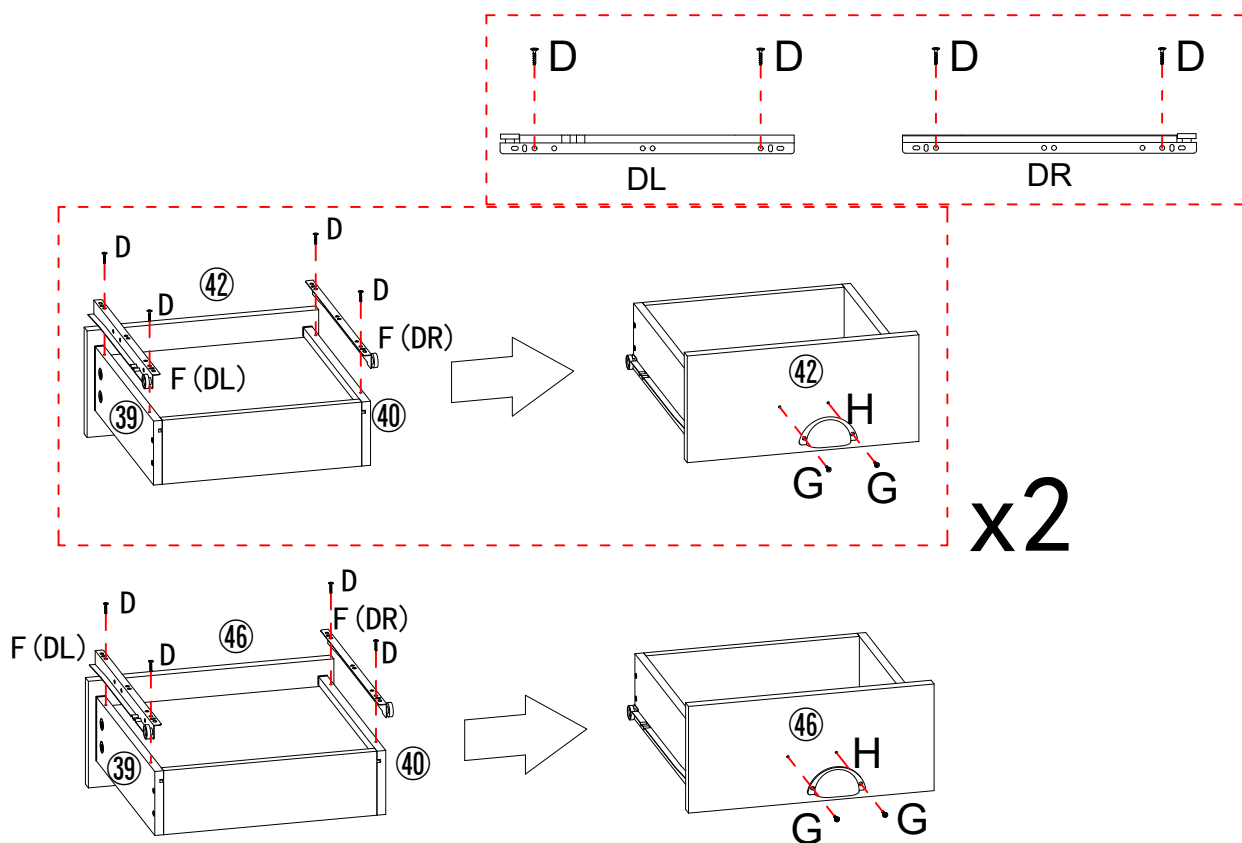 D D D D
DL DR
D D
㊷ D
D
F(DR)
F(DL)
㊴ ㊵
㊷
H
G G
x2
D D
F(DR)
㊻
F(DL) D D
㊴ ㊵
㊻
H
G G